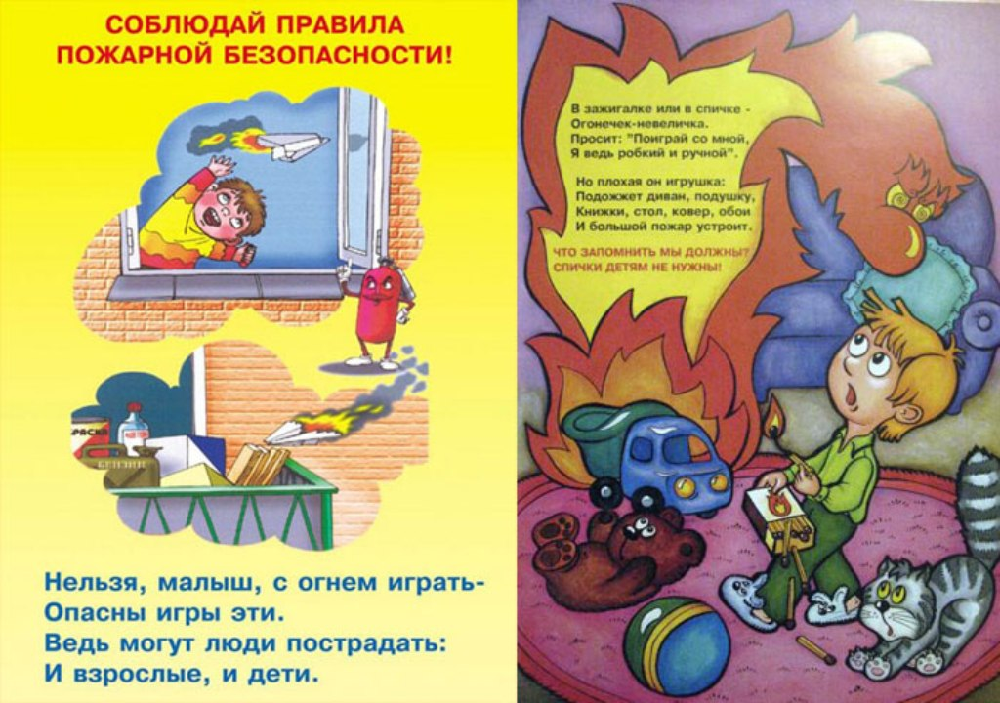 СОБЛЮДАЙ ПРАВИЛА
ПОЖАРНОЙ БЕЗОПАСНОСТИ!
КРАСКА
АЦЕТОН
БЕНЗИН
Нельзя, малыш, с огнем играть-
Опасны игры эти.
Ведь могут люди пострадать:
И взрослые, и дети.
В зажигалке или в спичке -
Огонечек-невеличка.
Просит: "Поиграй со мной,
Я ведь робкий и ручной".
Но плохая он игрушка:
Подожжет диван, подушку,
Книжки, стол, ковер, обои
И большой пожар устроит.
ЧТО ЗАПОМНИТЬ МЫ ДОЛЖНЫ?
СПИЧКИ ДЕТЯМ НЕ НУЖНЫ!